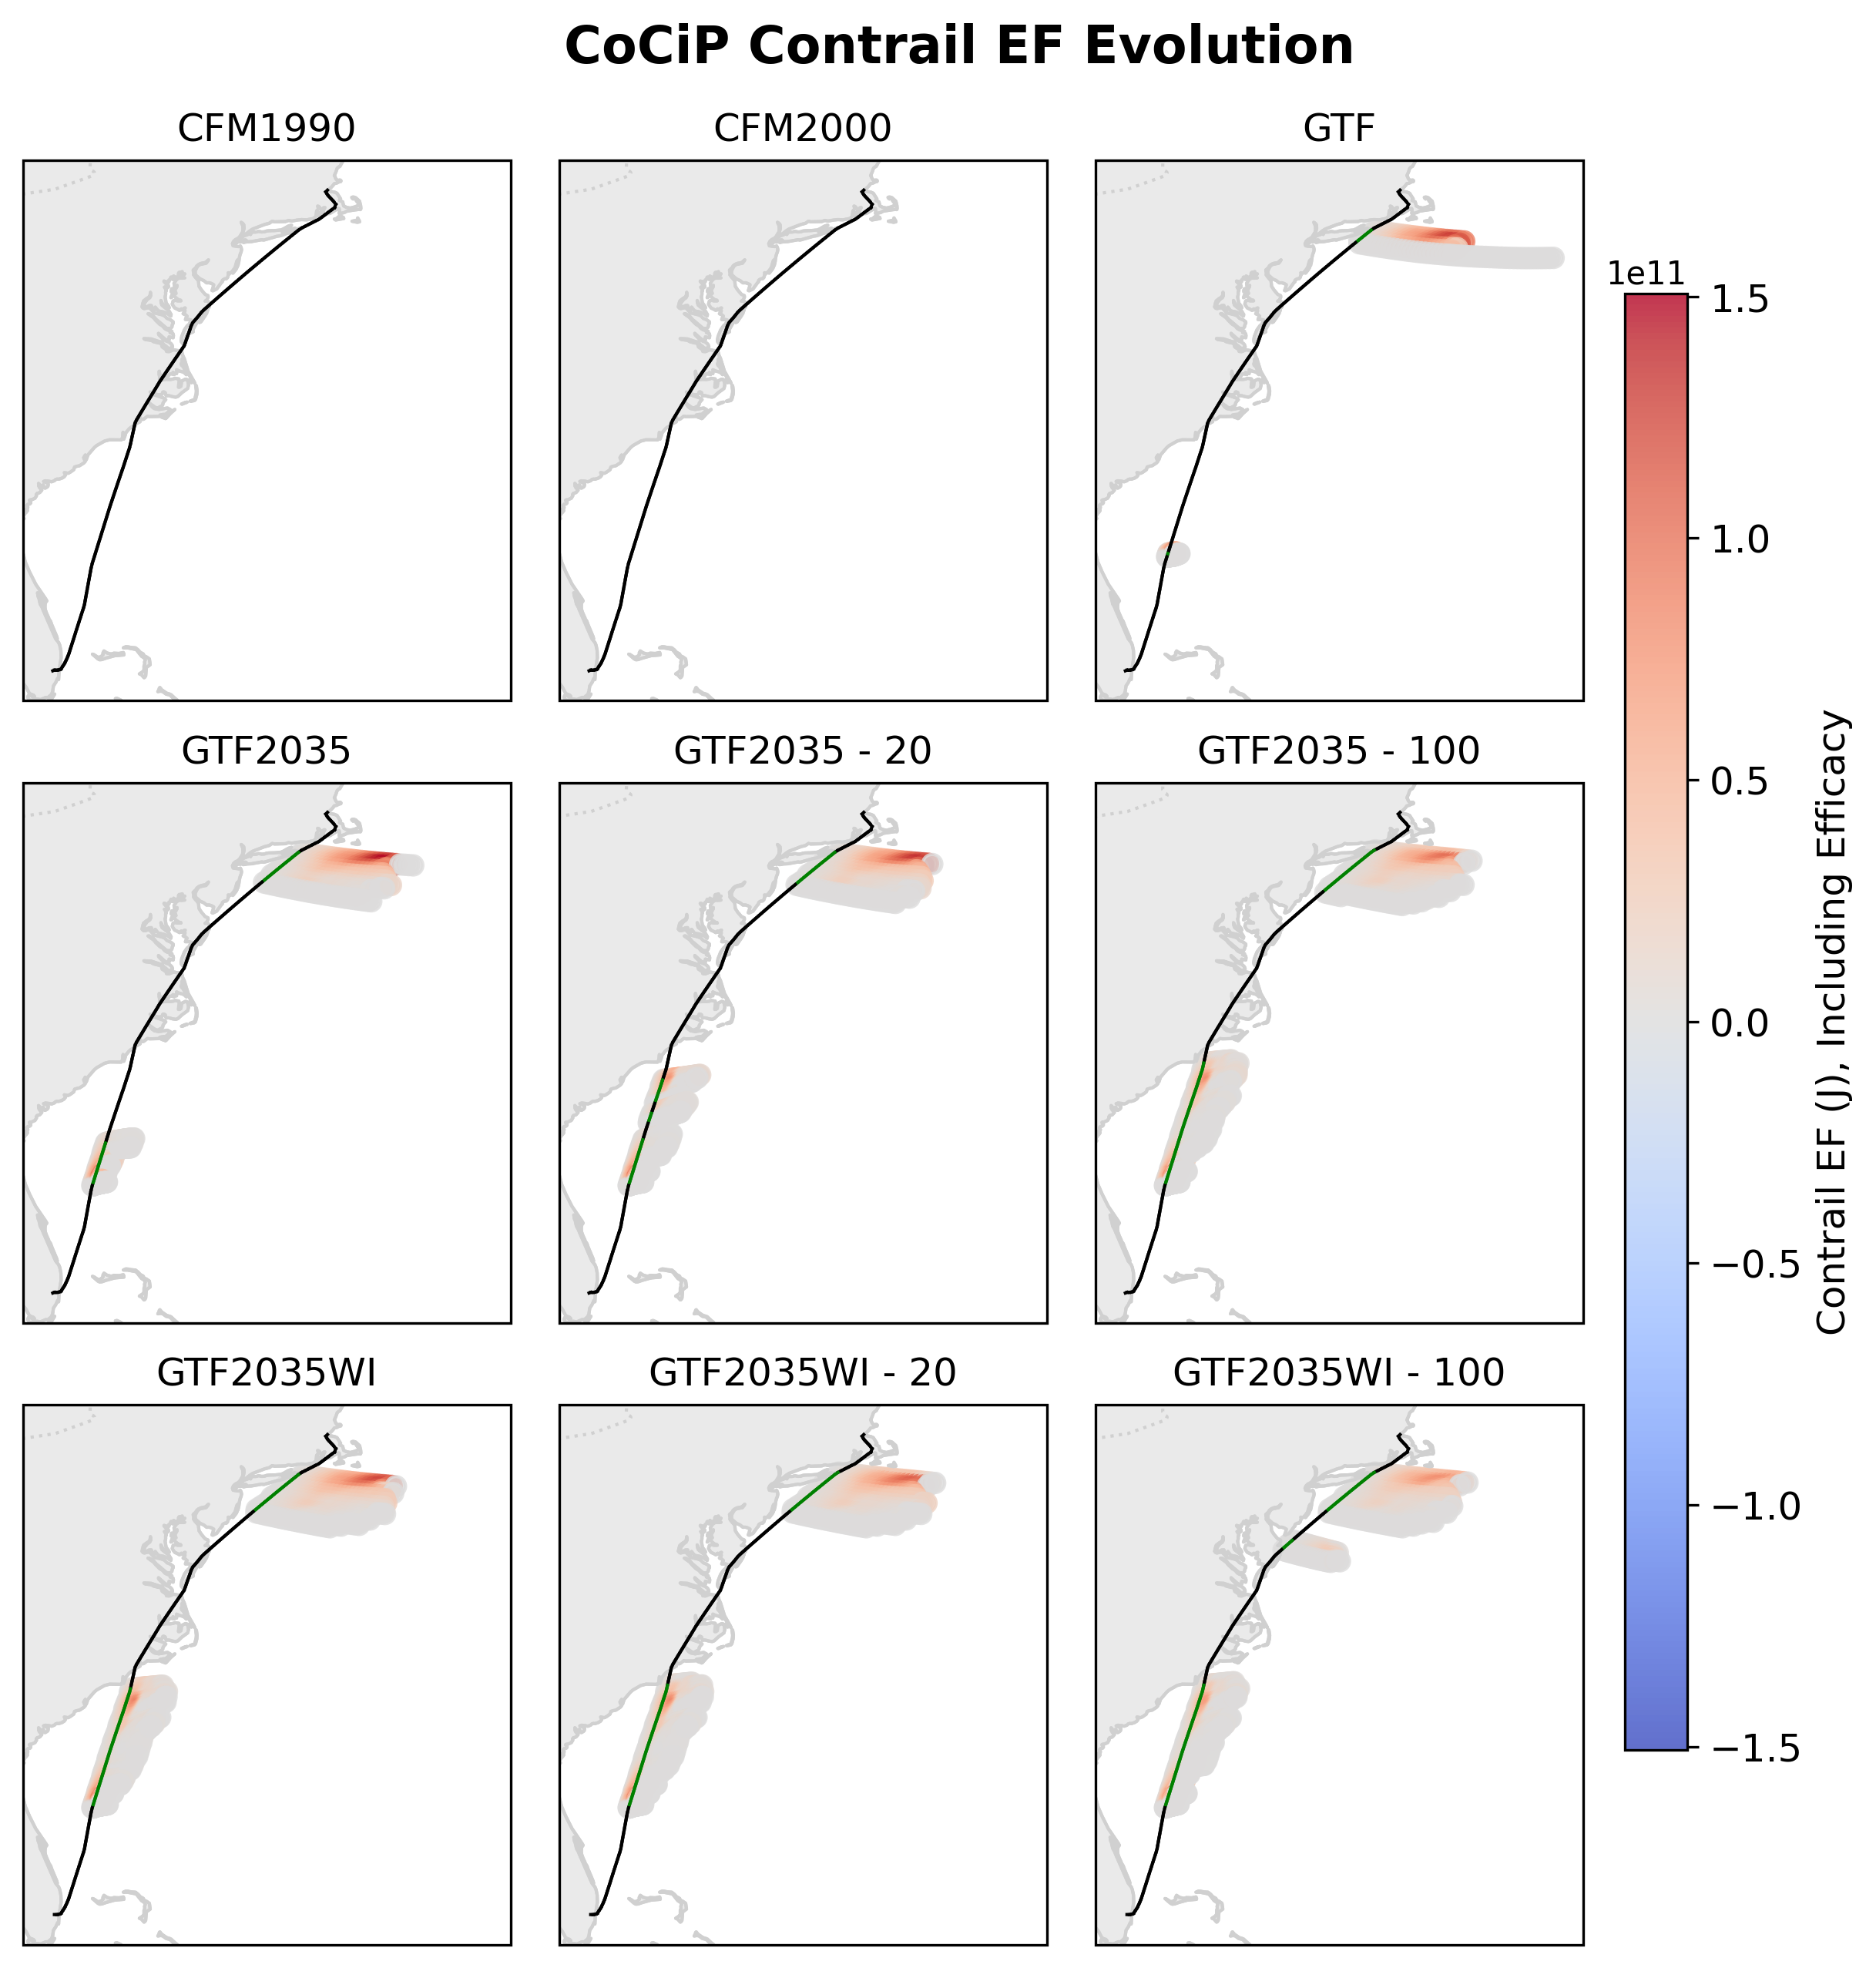 CoCiP Contrail EF Evolution
CFM1990
CFM2000
GTF
1e11
1.5
1.0
0.5
0.0
−0.5
−1.0
−1.5
Contrail EF (J), Including Efficacy
GTF2035
GTF2035 - 20
GTF2035 - 100
GTF2035WI
GTF2035WI - 20
GTF2035WI - 100